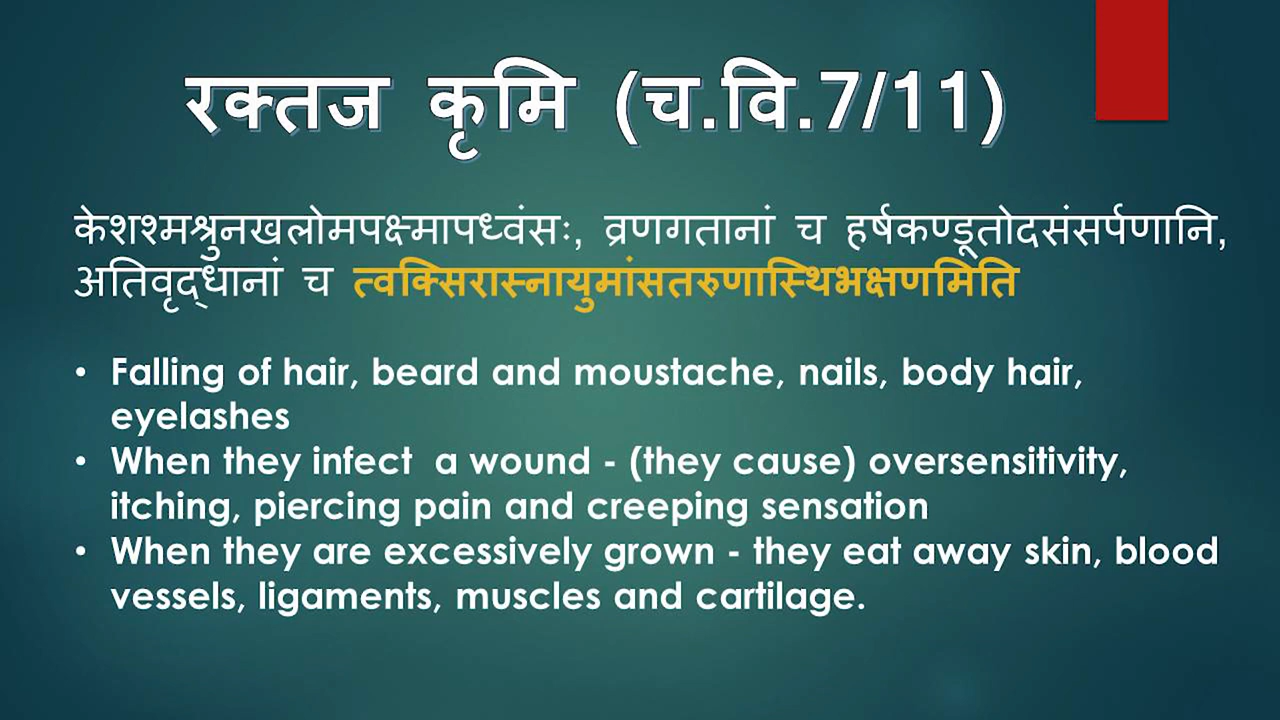 रक्तज कृमि (च.वि.7/11)
केशश्मश्रुनखलोमपक्ष्मापध्वंसः, व्रणगतानां च हर्षकण्डूतोदसंसर्पणानि,
अतिवृद्धानां च त्वक्सिरास्नायुमांसतरुणास्थिभक्षणमिति
• Falling of hair, beard and moustache, nails, body hair,
eyelashes
• When they infect a wound - (they cause) oversensitivity,
itching, piercing pain and creeping sensation
• When they are excessively grown - they eat away skin, blood
vessels, ligaments, muscles and cartilage.